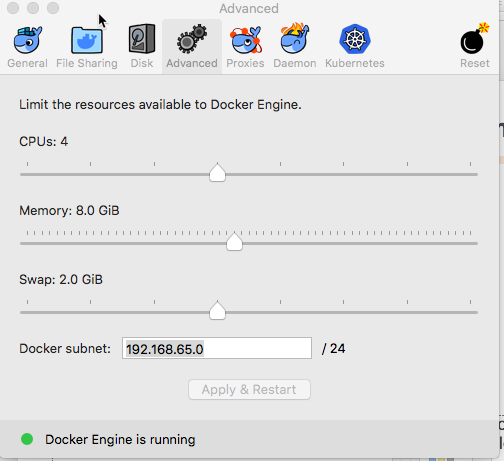 Advanced
General File Sharing Disk Advanced Proxies Daemon Kubernetes Reset
Limit the resources available to Docker Engine.
CPUs: 4
Memory: 8.0 GiB
Swap: 2.0 GiB
Docker subnet: 192.168.65.0 / 24
Apply & Restart
Docker Engine is running